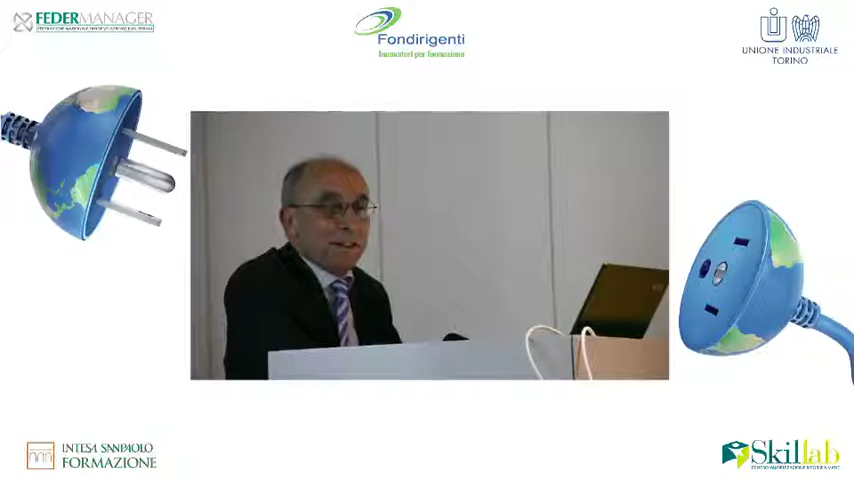 FEDERMANAGER
Fondirigenti
Innovatori per formazione
UNIONE INDUSTRIALE
TORINO
INTESA SANPAOLO
FORMAZIONE
Skillab